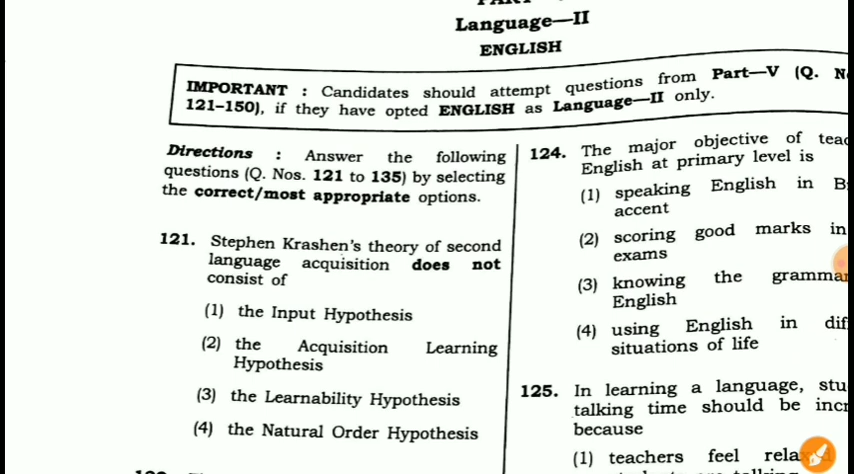 Language—II
ENGLISH
IMPORTANT : Candidates should attempt questions from Part—V (Q.
121–150), if they have opted ENGLISH as Language—II only.
Directions : Answer the following
questions (Q. Nos. 121 to 135) by selecting
the correct/most appropriate options.
121. Stephen Krashen's theory of second
language acquisition does not
consist of
(1) the Input Hypothesis
(2) the Acquisition Learning
Hypothesis
(3) the Learnability Hypothesis
(4) the Natural Order Hypothesis
124. The major objective of
English at primary level is
(1) speaking English in
accent
(2) scoring good marks in
exams
(3) knowing the
English
(4) using English in
situations of life
125. In learning a language,
talking time should be
because
(1) teachers feel